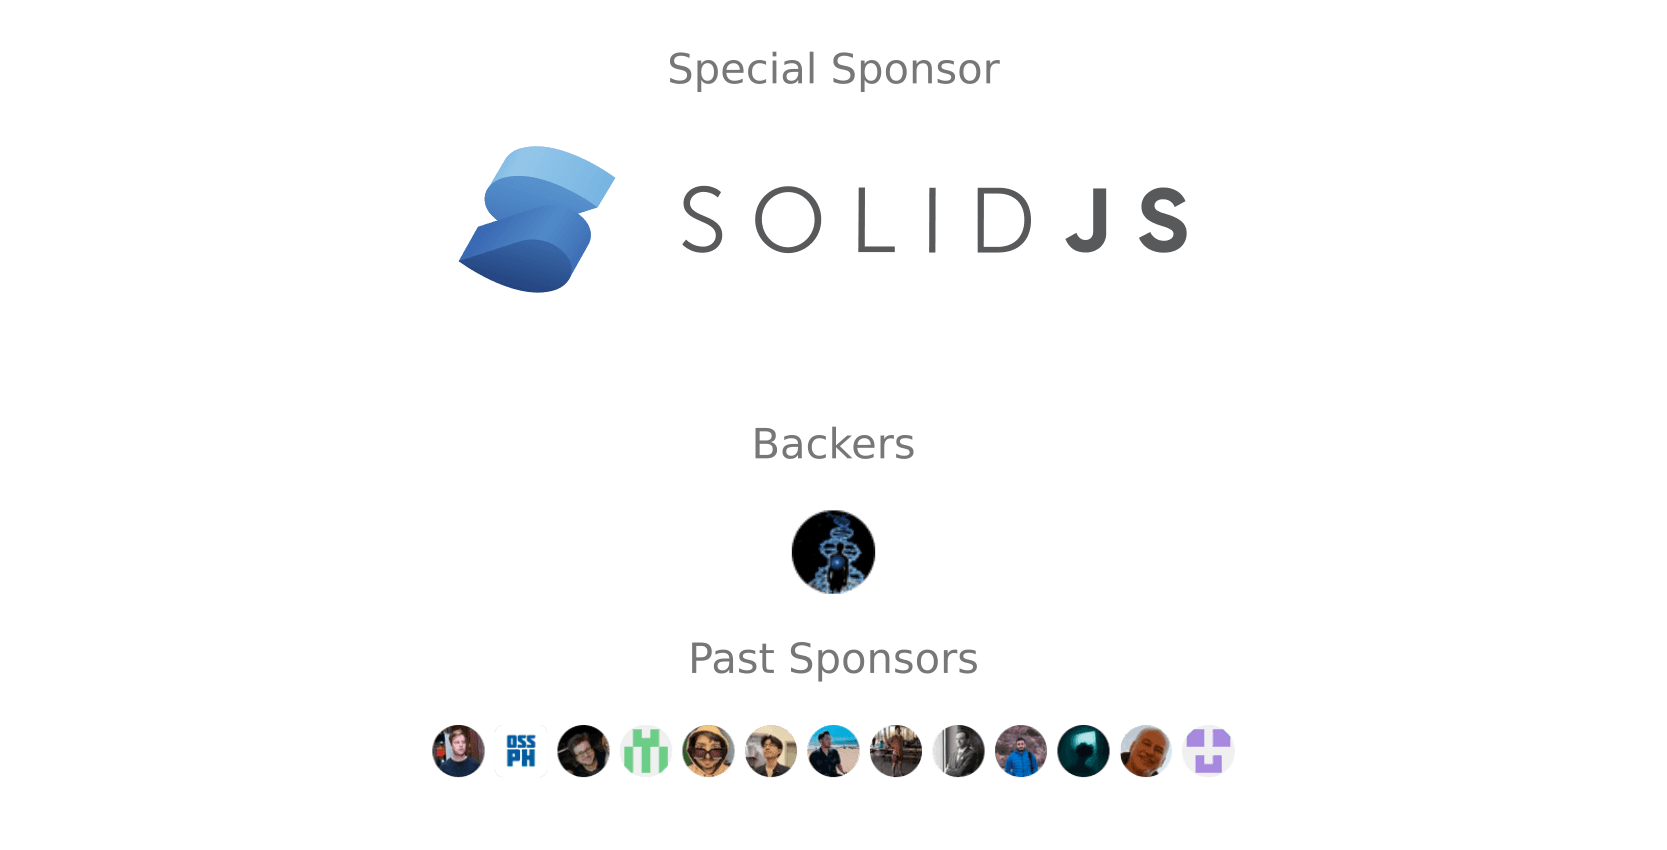 Special Sponsor
SOLIDJS
Backers
Past Sponsors
OSS
PH